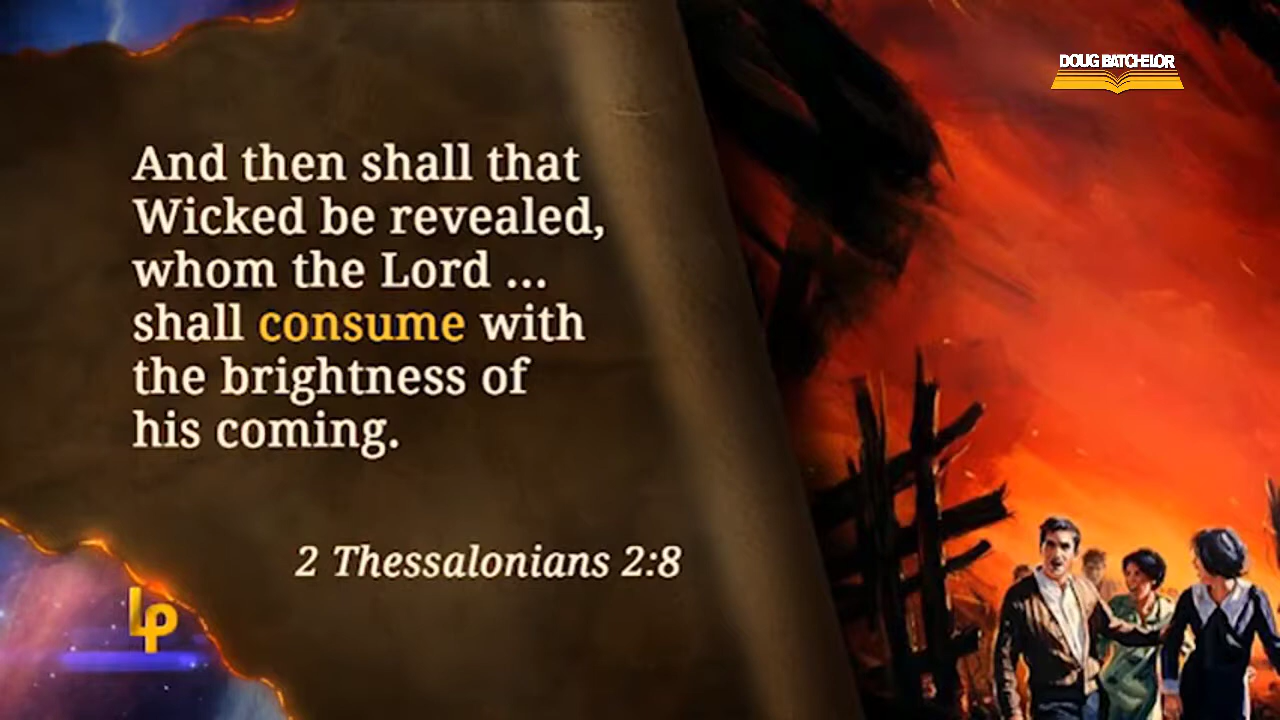 DOUG BATCHELOR
And then shall that
Wicked be revealed,
whom the Lord ...
shall consume with
the brightness of
his coming.
2 Thessalonians 2:8
Lp